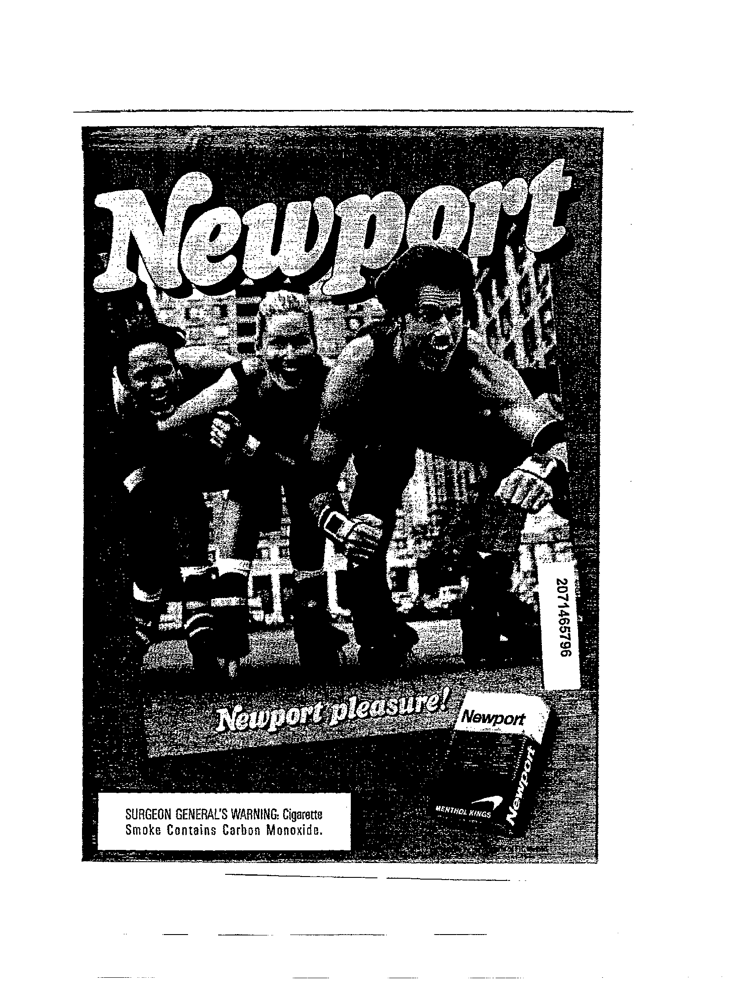 Newport
2071465796
Newport pleasure!
Newport
Newport
MENTHOL KINGS
SURGEON GENERAL'S WARNING: Cigarette
Smoke Contains Carbon Monoxide.